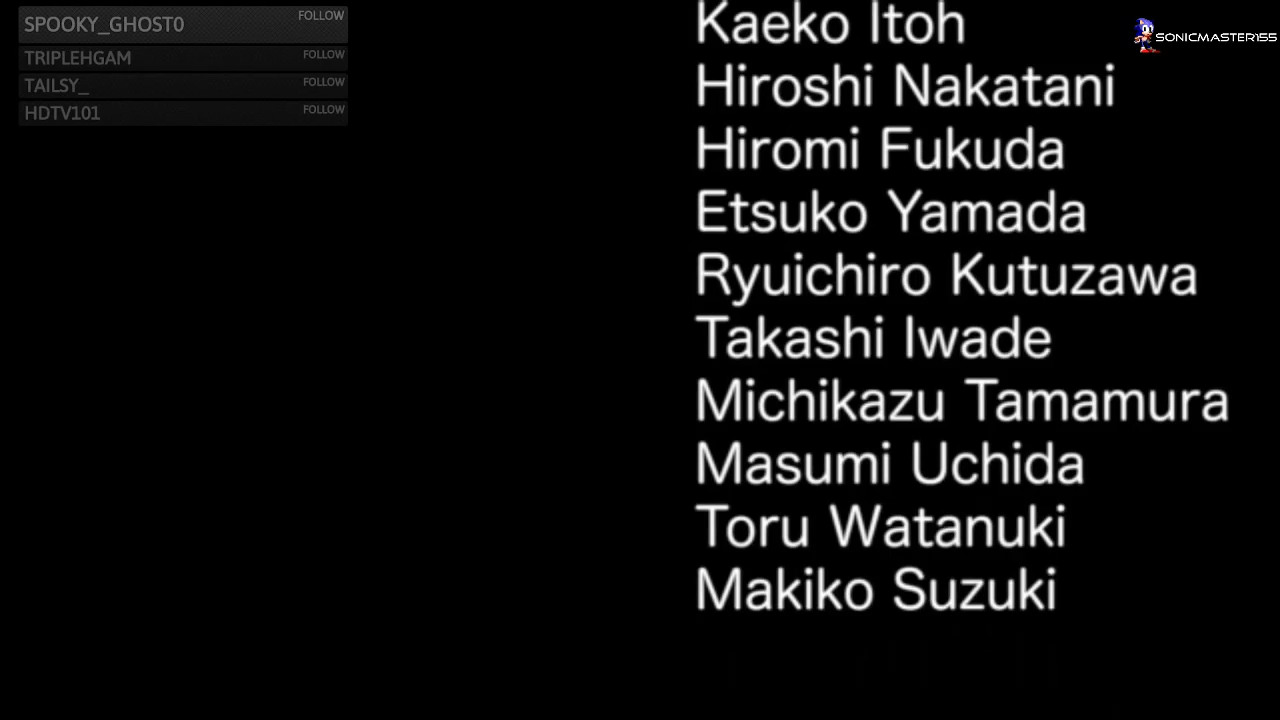 SPOOKY_GHOST0 FOLLOW
TRIPLEHGAM FOLLOW
TAILSY_ FOLLOW
HDTV101 FOLLOW
SONICMASTER155
Kaeko Itoh
Hiroshi Nakatani
Hiromi Fukuda
Etsuko Yamada
Ryuichiro Kutuzawa
Takashi Iwade
Michikazu Tamamura
Masumi Uchida
Toru Watanuki
Makiko Suzuki